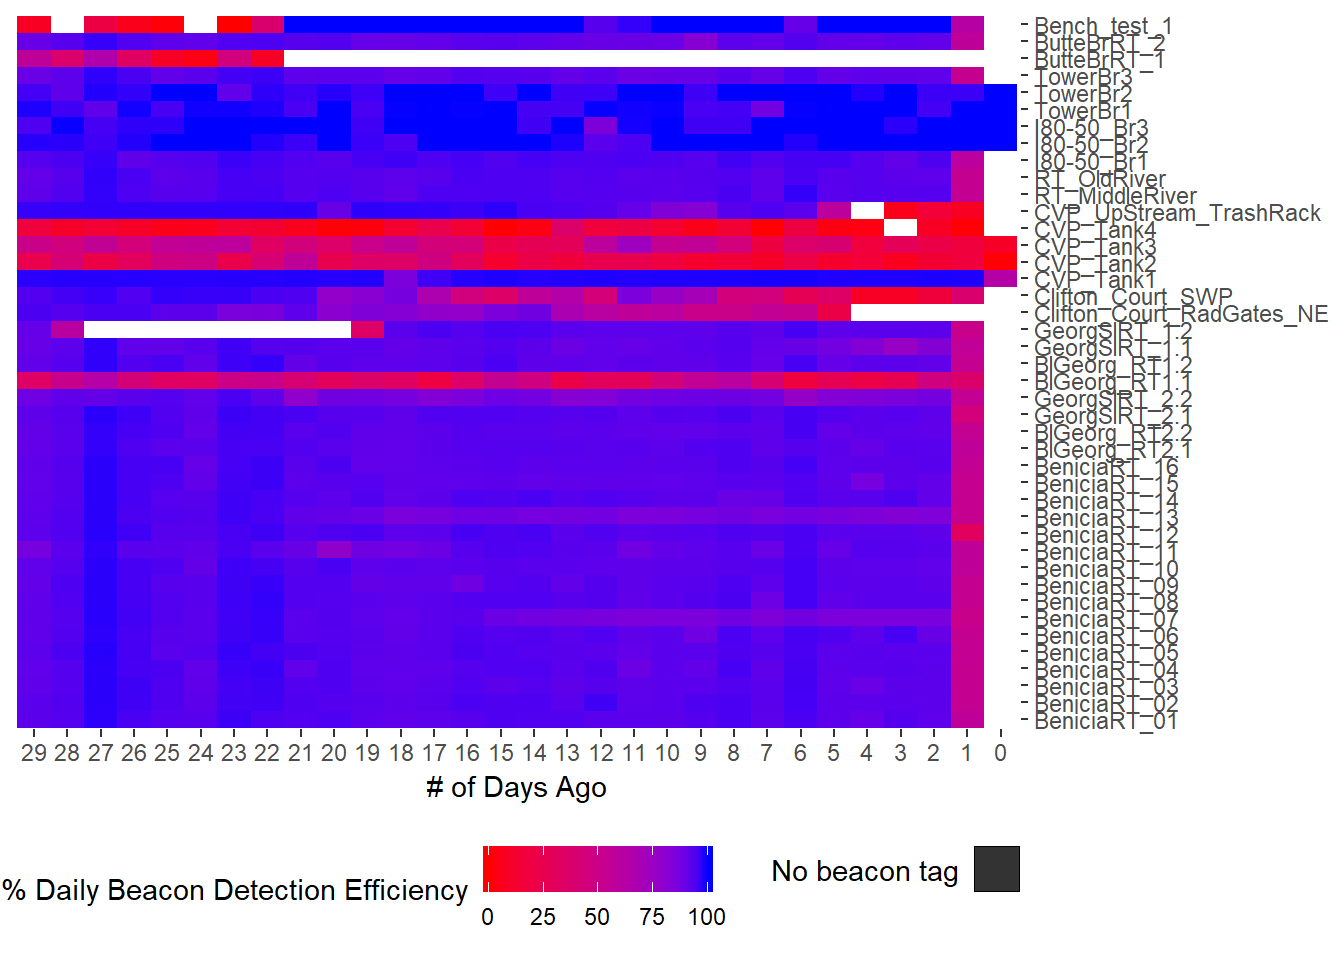 Bench_test_1
ButteBrRT_2
ButteBrRT_1
TowerBr3
TowerBr2
TowerBr1
I80-50_Br3
I80-50_Br2
I80-50_Br1
RT_OldRiver
RT_MiddleRiver
CVP_UpStream_TrashRack
CVP_Tank4
CVP_Tank3
CVP_Tank2
CVP_Tank1
Clifton_Court_SWP
Clifton_Court_RadGates_NE
GeorgSlRT_1.2
GeorgSlRT_1.1
BlGeorg_RT1.2
BlGeorg_RT1.1
GeorgSlRT_2.2
GeorgSlRT_2.1
BlGeorg_RT2.2
BlGeorg_RT2.1
BeniciaRT_16
BeniciaRT_15
BeniciaRT_14
BeniciaRT_13
BeniciaRT_12
BeniciaRT_11
BeniciaRT_10
BeniciaRT_09
BeniciaRT_08
BeniciaRT_07
BeniciaRT_06
BeniciaRT_05
BeniciaRT_04
BeniciaRT_03
BeniciaRT_02
BeniciaRT_01
29 28 27 26 25 24 23 22 21 20 19 18 17 16 15 14 13 12 11 10 9 8 7 6 5 4 3 2 1 0
# of Days Ago
% Daily Beacon Detection Efficiency
0 25 50 75 100
No beacon tag